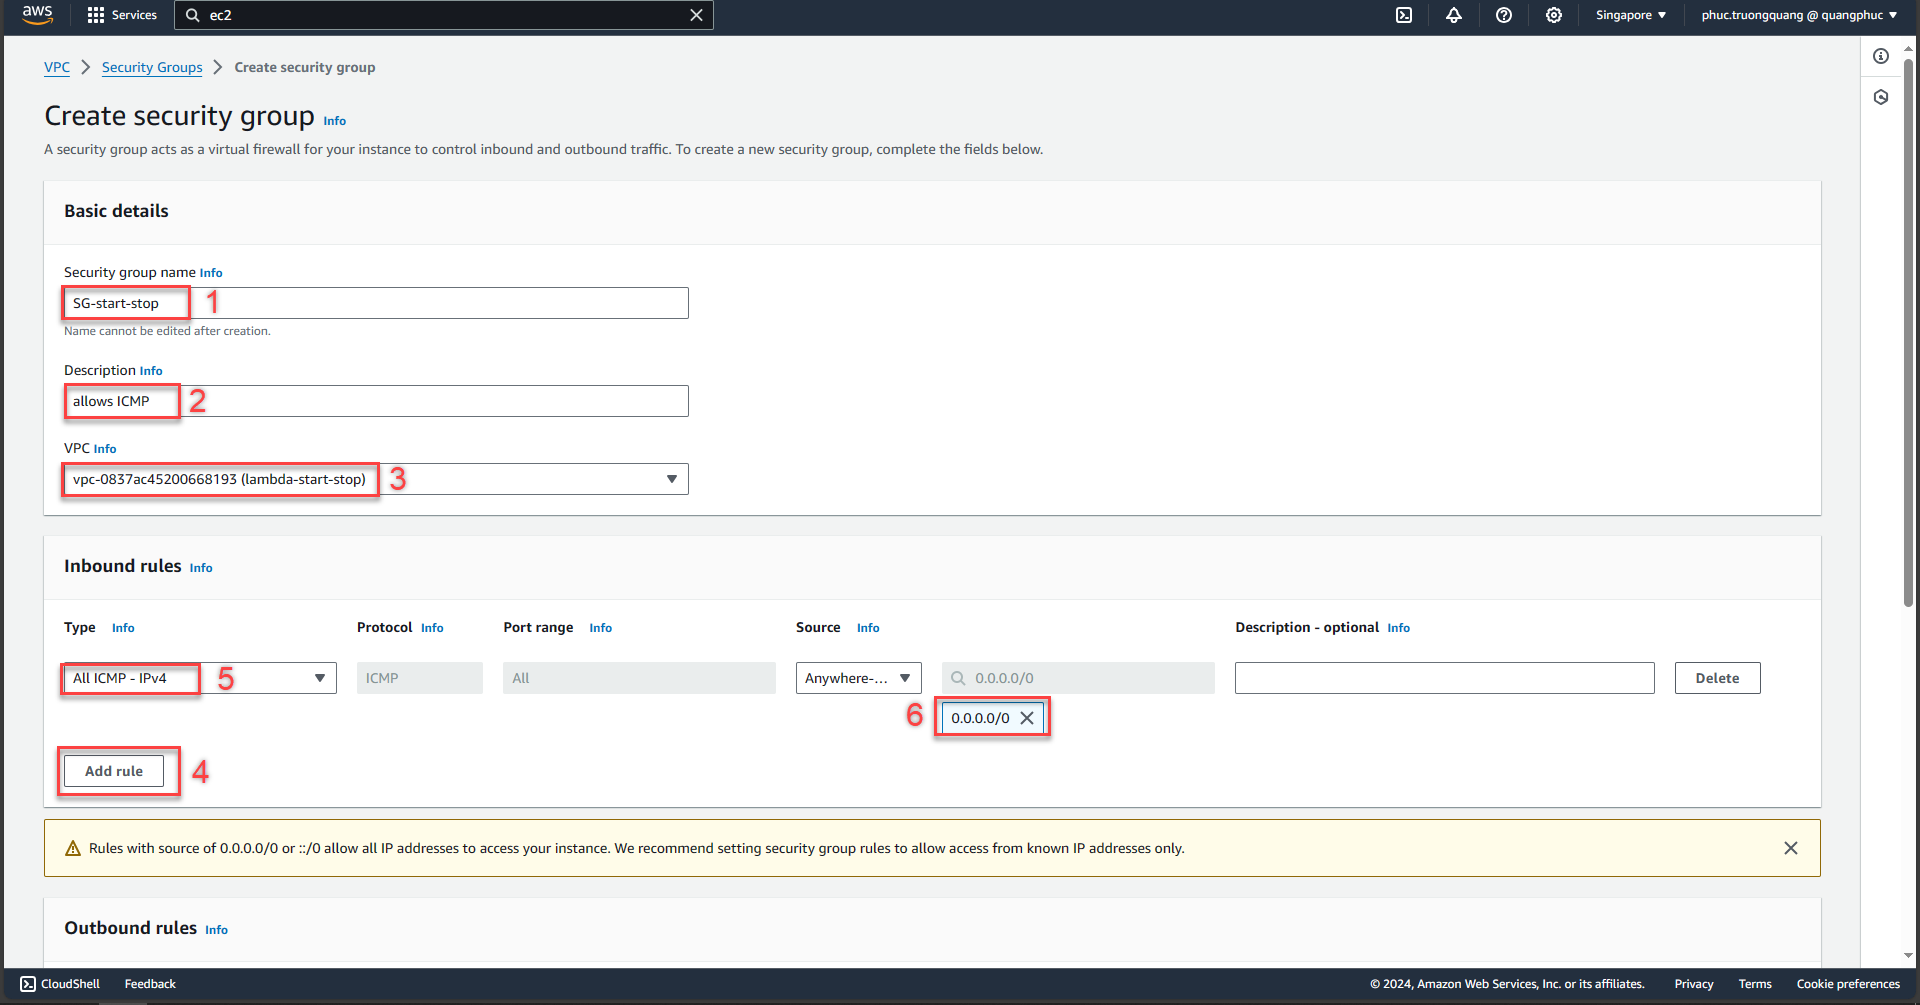 aws Services ec2 Singapore phuc.truongquang @ quangphuc
VPC Security Groups Create security group
Create security group Info
A security group acts as a virtual firewall for your instance to control inbound and outbound traffic. To create a new security group, complete the fields below.
Basic details
Security group name Info
SG-start-stop 1
Name cannot be edited after creation.
Description Info
allows ICMP 2
VPC Info
vpc-0837ac45200668193 (lambda-start-stop) 3
Inbound rules Info
Type Info Protocol Info Port range Info Source Info Description - optional Info
All ICMP - IPv4 5 ICMP All Anywhere-... 0.0.0.0/0 Delete
6 0.0.0.0/0
Add rule 4
Rules with source of 0.0.0.0/0 or ::/0 allow all IP addresses to access your instance. We recommend setting security group rules to allow access from known IP addresses only.
Outbound rules Info
CloudShell Feedback © 2024, Amazon Web Services, Inc. or its affiliates. Privacy Terms Cookie preferences